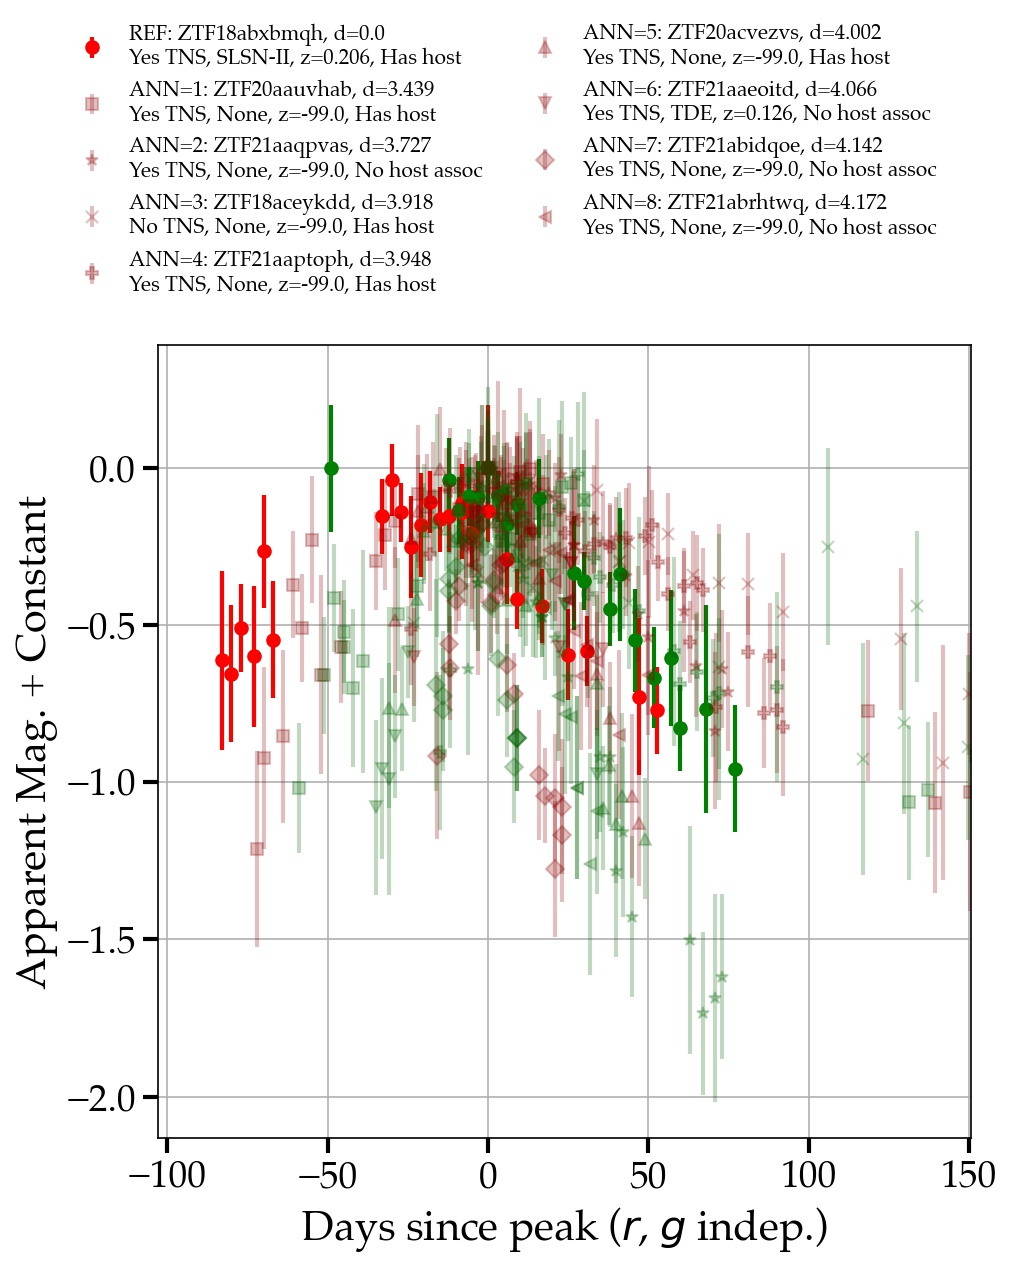 REF: ZTF18abxbmqh, d=0.0
Yes TNS, SLSN-II, z=0.206, Has host
ANN=1: ZTF20aauvhab, d=3.439
Yes TNS, None, z=-99.0, Has host
ANN=2: ZTF21aaqpvas, d=3.727
Yes TNS, None, z=-99.0, No host assoc
ANN=3: ZTF18aceykdd, d=3.918
No TNS, None, z=-99.0, Has host
ANN=4: ZTF21aaptoph, d=3.948
Yes TNS, None, z=-99.0, Has host
ANN=5: ZTF20acvezvs, d=4.002
Yes TNS, None, z=-99.0, Has host
ANN=6: ZTF21aaeoitd, d=4.066
Yes TNS, TDE, z=0.126, No host assoc
ANN=7: ZTF21abidqoe, d=4.142
Yes TNS, None, z=-99.0, No host assoc
ANN=8: ZTF21abrhtwq, d=4.172
Yes TNS, None, z=-99.0, No host assoc
Apparent Mag. + Constant
0.0
−0.5
−1.0
−1.5
−2.0
−100
−50
0
50
100
150
Days since peak (r, g indep.)